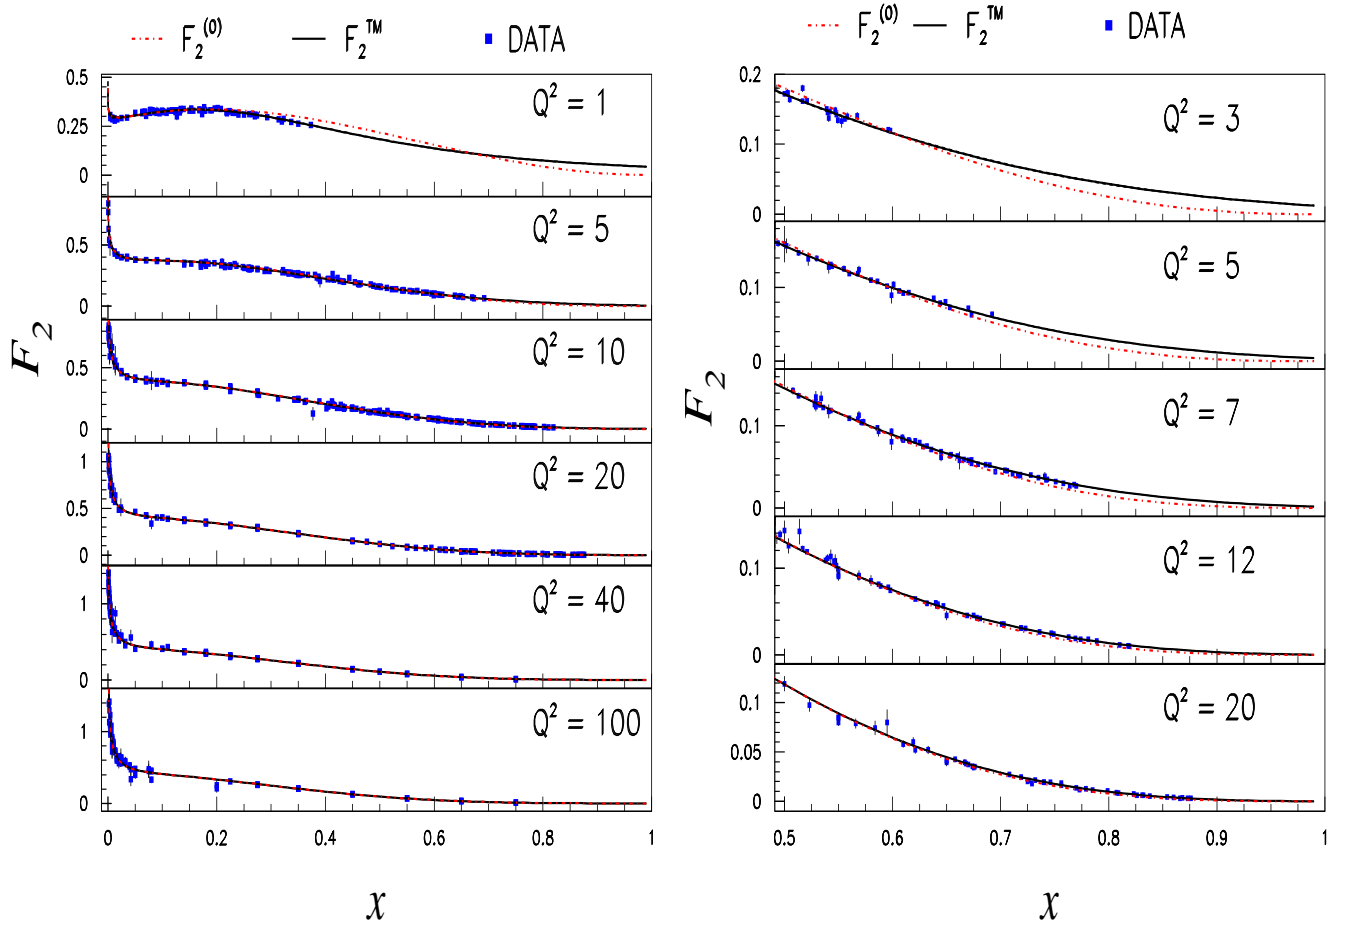 F₂⁽⁰⁾ F₂ᵀᴹ DATA
0.5
0.25
0
Q² = 1
0.5
0
Q² = 5
0.5
0
Q² = 10
1
0.5
0
Q² = 20
1
0
Q² = 40
1
0
Q² = 100
0 0.2 0.4 0.6 0.8 1
F₂
x
F₂⁽⁰⁾ F₂ᵀᴹ DATA
0.2
0.1
0
Q² = 3
0.1
0
Q² = 5
0.1
0
Q² = 7
0.1
0
Q² = 12
0.1
0.05
0
Q² = 20
0.5 0.6 0.7 0.8 0.9 1
F₂
x